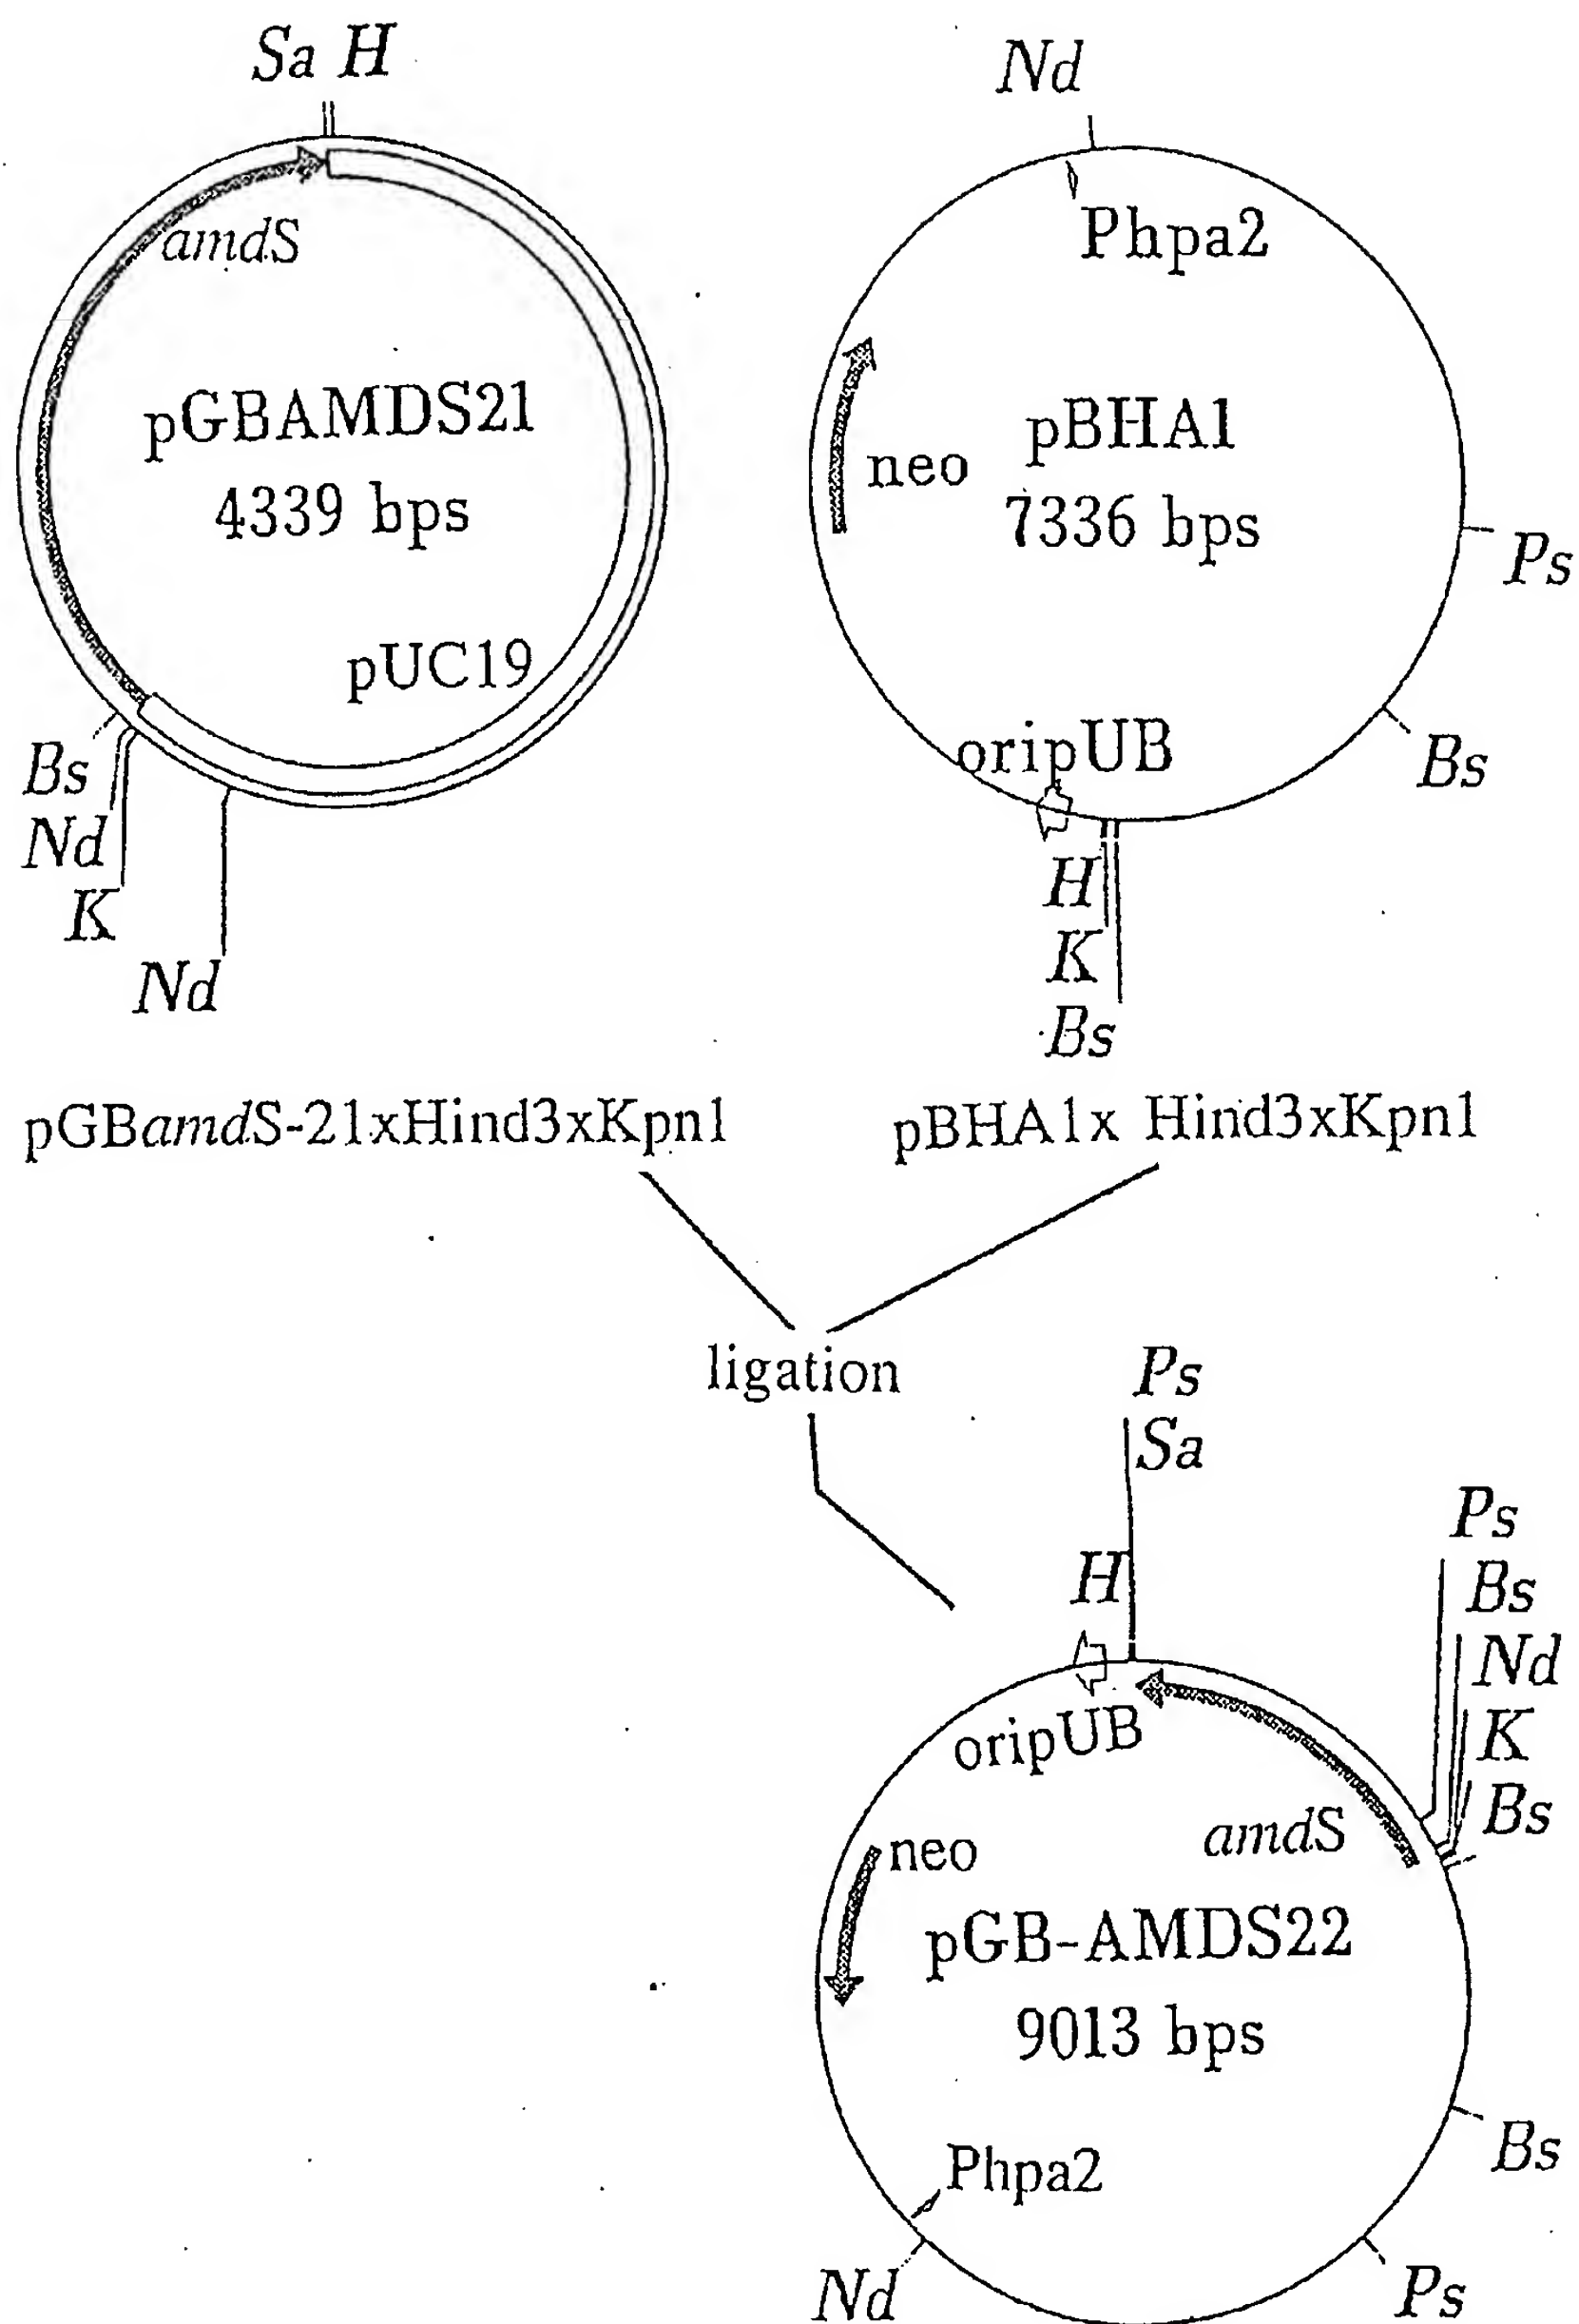 Sa H
amdS
pGBAMDS21
4339 bps
pUC19
Bs
Nd
K
Nd
Nd
Phpa2
neo
pBHA1
7336 bps
Ps
oripUB
Bs
H
K
Bs
pGBamdS-21xHind3xKpn1
pBHA1x Hind3xKpn1
ligation
Ps
Sa
H
Ps
Bs
Nd
K
Bs
oripUB
amdS
neo
pGB-AMDS22
9013 bps
Bs
Phpa2
Nd
Ps